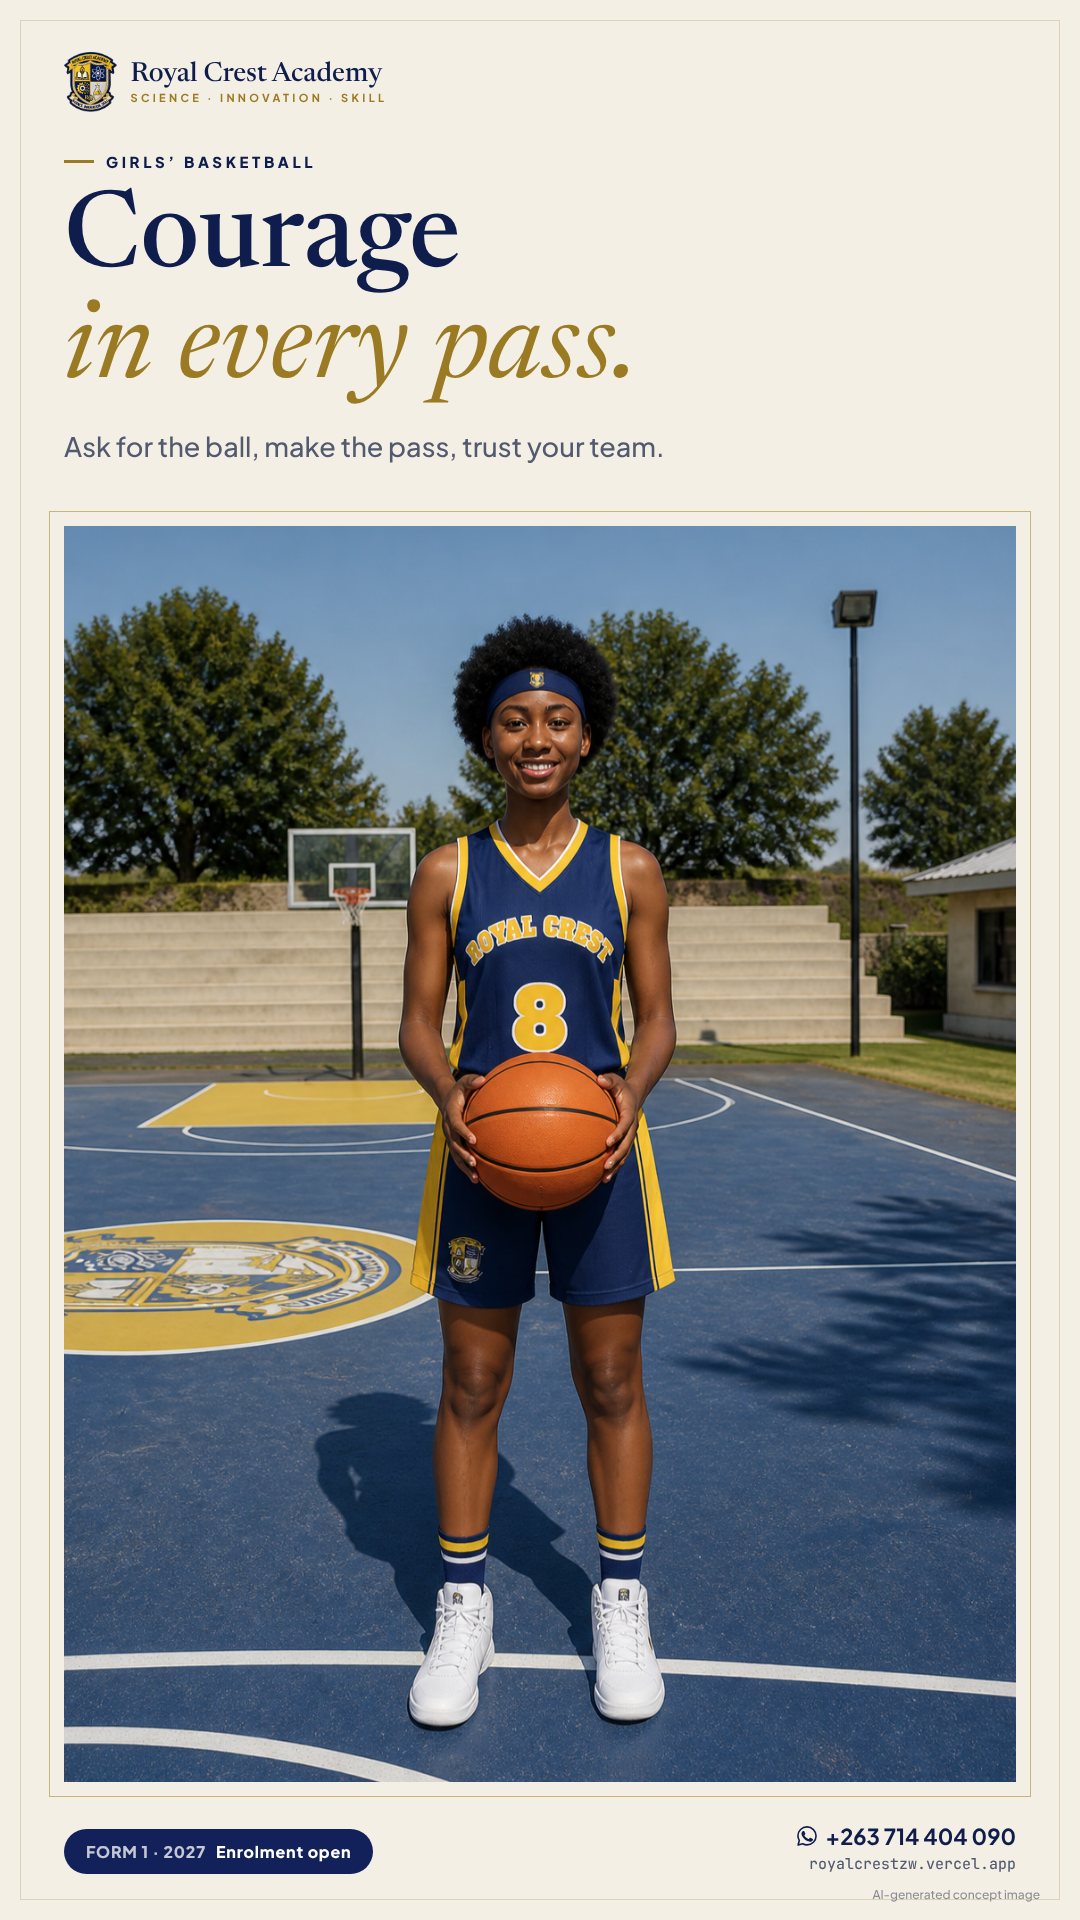 Royal Crest Academy
SCIENCE · INNOVATION · SKILL
GIRLS’ BASKETBALL
Courage
in every pass.
Ask for the ball, make the pass, trust your team.
ROYAL CREST
8
FORM 1 · 2027 Enrolment open
+263 714 404 090
royalcrestzw.vercel.app
AI-generated concept image